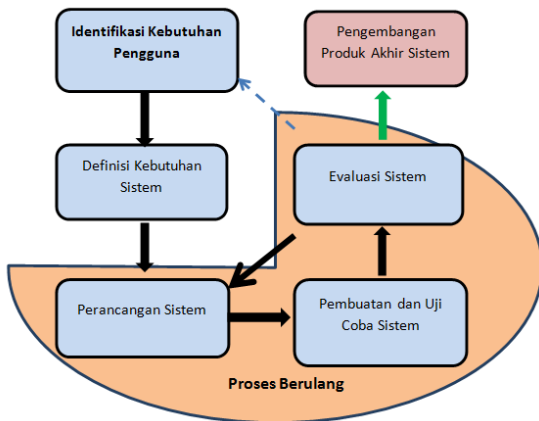 Identifikasi Kebutuhan
Pengguna
Pengembangan
Produk Akhir Sistem
Definisi Kebutuhan
Sistem
Evaluasi Sistem
Perancangan Sistem
Pembuatan dan Uji
Coba Sistem
Proses Berulang